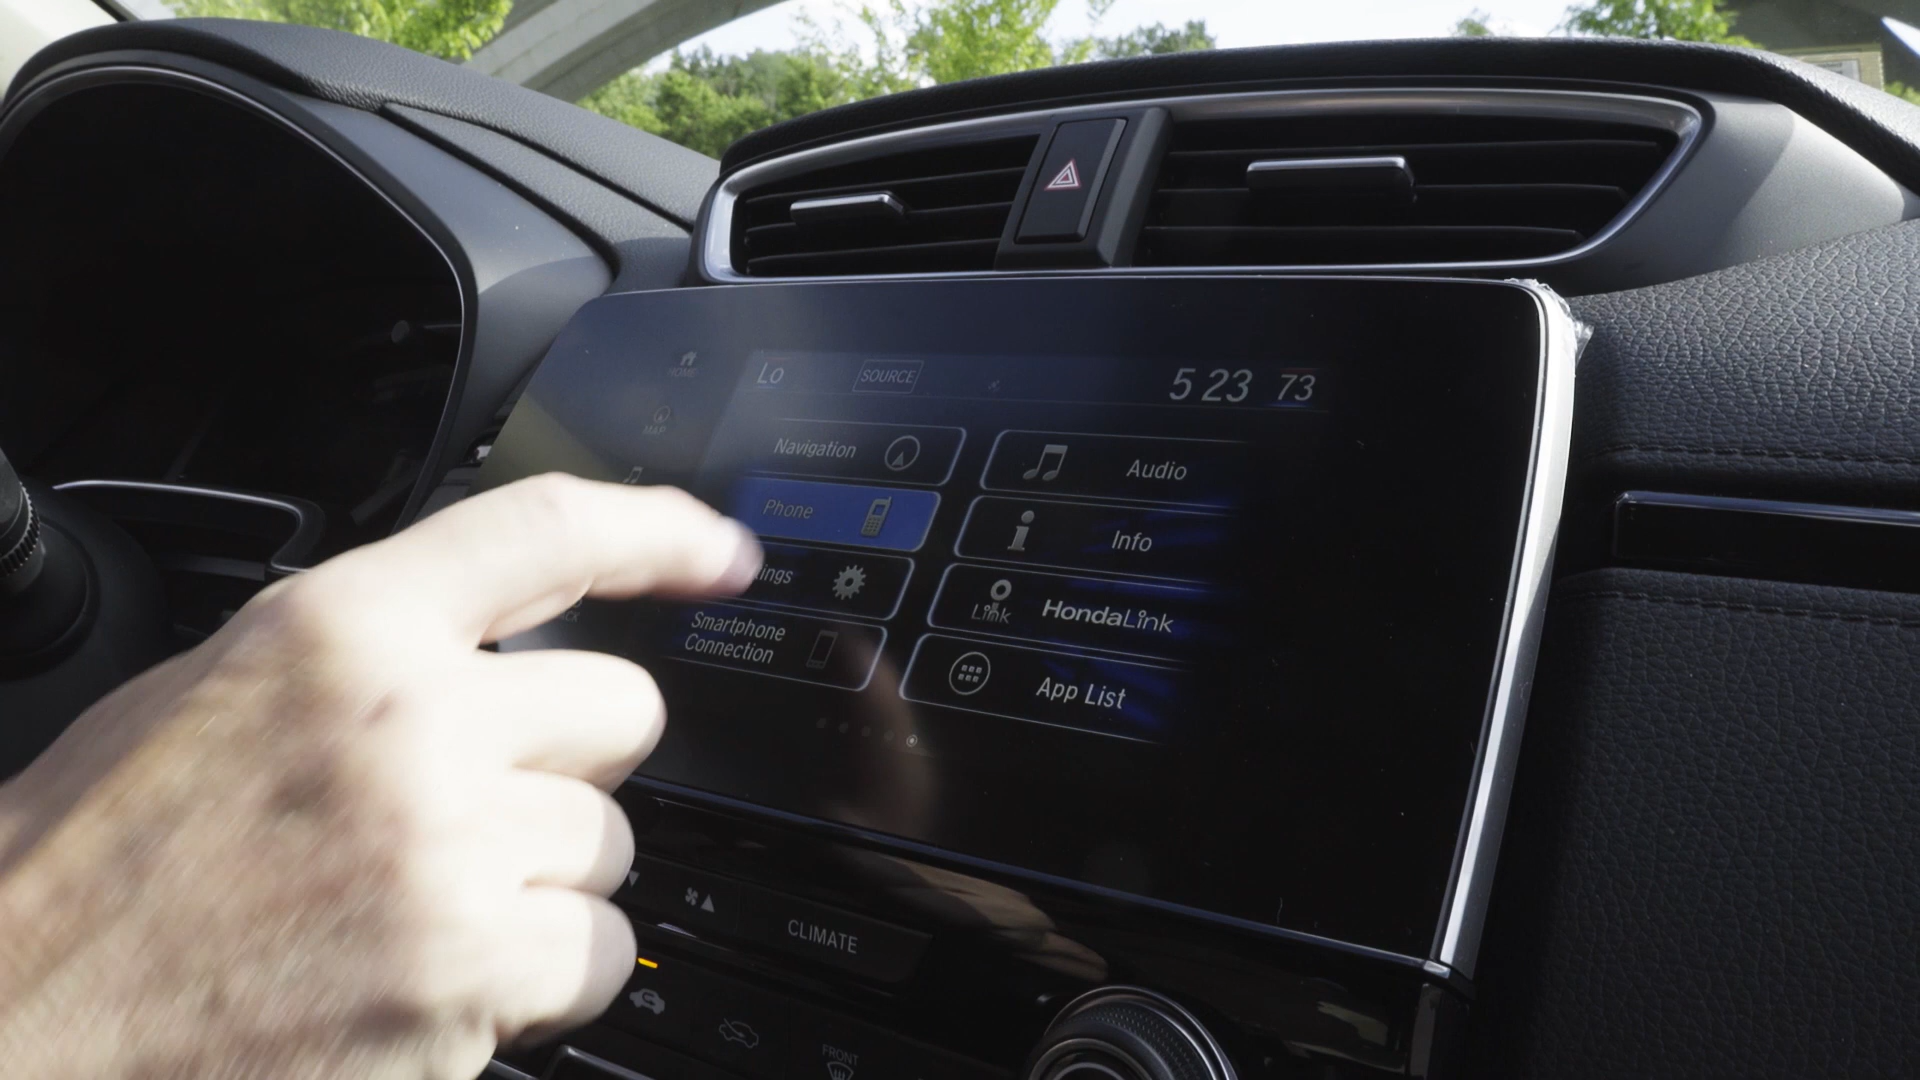 HOME
Lo SOURCE 5 23 73
MAP
Navigation
Audio
Phone
Info
Link HondaLink
Smartphone
Connection
App List
CLIMATE
FRONT